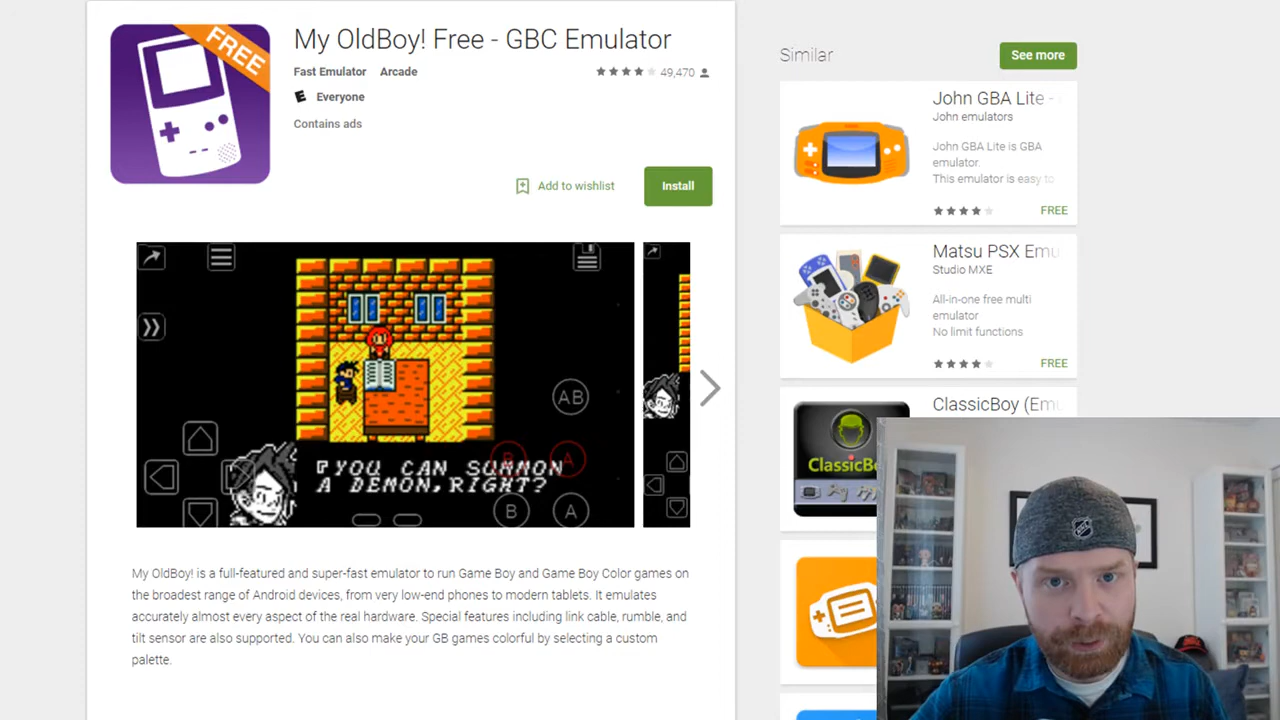 FREE
My OldBoy! Free - GBC Emulator
Fast Emulator Arcade
49,470
Everyone
Contains ads
Add to wishlist
Install
AB
B A
YOU CAN SUMMON
A DEMON, RIGHT?
B A
My OldBoy! is a full-featured and super-fast emulator to run Game Boy and Game Boy Color games on
the broadest range of Android devices, from very low-end phones to modern tablets. It emulates
accurately almost every aspect of the real hardware. Special features including link cable, rumble, and
tilt sensor are also supported. You can also make your GB games colorful by selecting a custom
palette.
Similar
See more
John GBA Lite -
John emulators
John GBA Lite is GBA
emulator.
This emulator is easy to
FREE
Matsu PSX Emu
Studio MXE
All-in-one free multi
emulator
No limit functions
FREE
ClassicBoy (Emu
ClassicBo